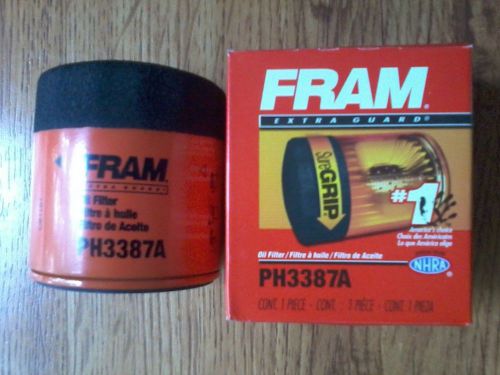 FRAM
Oil Filter
Filtre à huile
Filtro de Aceite
PH3387A
FRAM®
EXTRA GUARD®
SureGRIP®
#1
America's choice
Choix des Américains
Lo que América elige
Oil Filter/Filtre à huile/Filtro de Aceite
NHRA
PH3387A
CONT. 1 PIECE - CONT. : 1 PIÈCE - CONT. 1 PIEZA